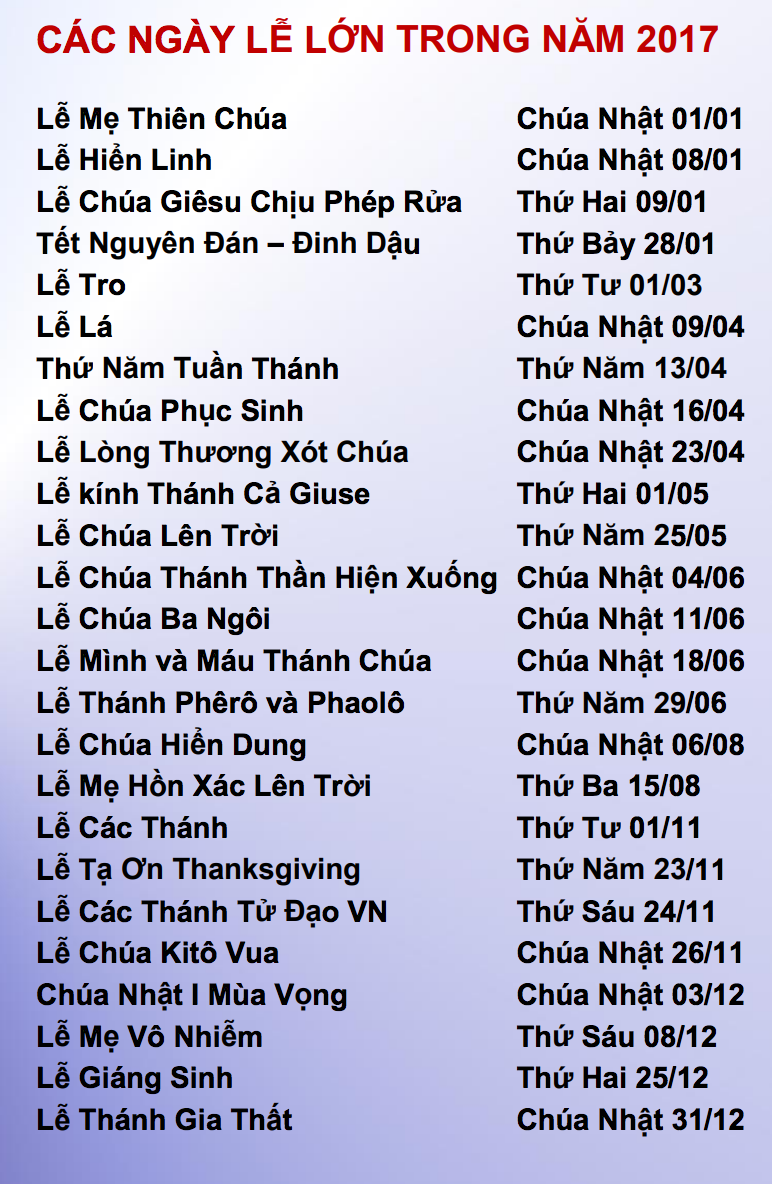 CÁC NGÀY LỄ LỚN TRONG NĂM 2017
Lễ Mẹ Thiên Chúa Chúa Nhật 01/01
Lễ Hiển Linh Chúa Nhật 08/01
Lễ Chúa Giêsu Chịu Phép Rửa Thứ Hai 09/01
Tết Nguyên Đán – Đinh Dậu Thứ Bảy 28/01
Lễ Tro Thứ Tư 01/03
Lễ Lá Chúa Nhật 09/04
Thứ Năm Tuần Thánh Thứ Năm 13/04
Lễ Chúa Phục Sinh Chúa Nhật 16/04
Lễ Lòng Thương Xót Chúa Chúa Nhật 23/04
Lễ kính Thánh Cả Giuse Thứ Hai 01/05
Lễ Chúa Lên Trời Thứ Năm 25/05
Lễ Chúa Thánh Thần Hiện Xuống Chúa Nhật 04/06
Lễ Chúa Ba Ngôi Chúa Nhật 11/06
Lễ Mình và Máu Thánh Chúa Chúa Nhật 18/06
Lễ Thánh Phêrô và Phaolô Thứ Năm 29/06
Lễ Chúa Hiển Dung Chúa Nhật 06/08
Lễ Mẹ Hồn Xác Lên Trời Thứ Ba 15/08
Lễ Các Thánh Thứ Tư 01/11
Lễ Tạ Ơn Thanksgiving Thứ Năm 23/11
Lễ Các Thánh Tử Đạo VN Thứ Sáu 24/11
Lễ Chúa Kitô Vua Chúa Nhật 26/11
Chúa Nhật I Mùa Vọng Chúa Nhật 03/12
Lễ Mẹ Vô Nhiễm Thứ Sáu 08/12
Lễ Giáng Sinh Thứ Hai 25/12
Lễ Thánh Gia Thất Chúa Nhật 31/12